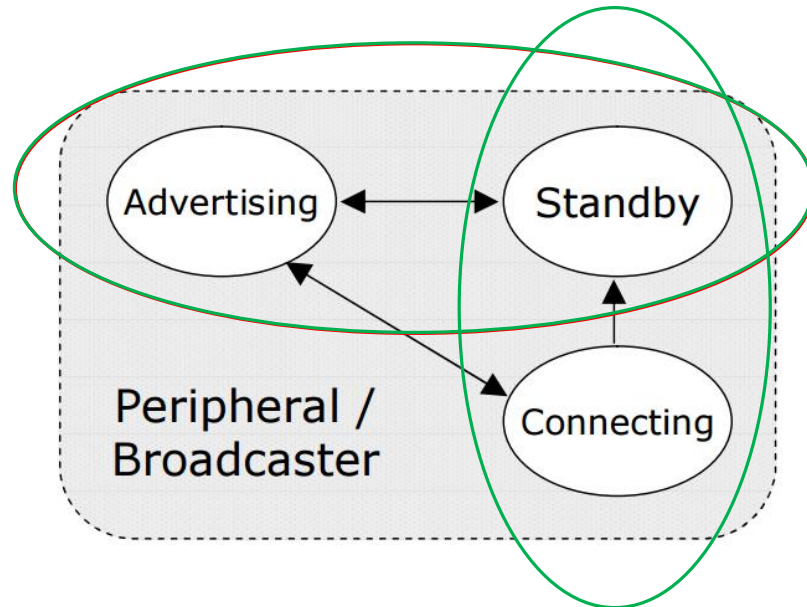 Advertising
Standby
Connecting
Peripheral /
Broadcaster